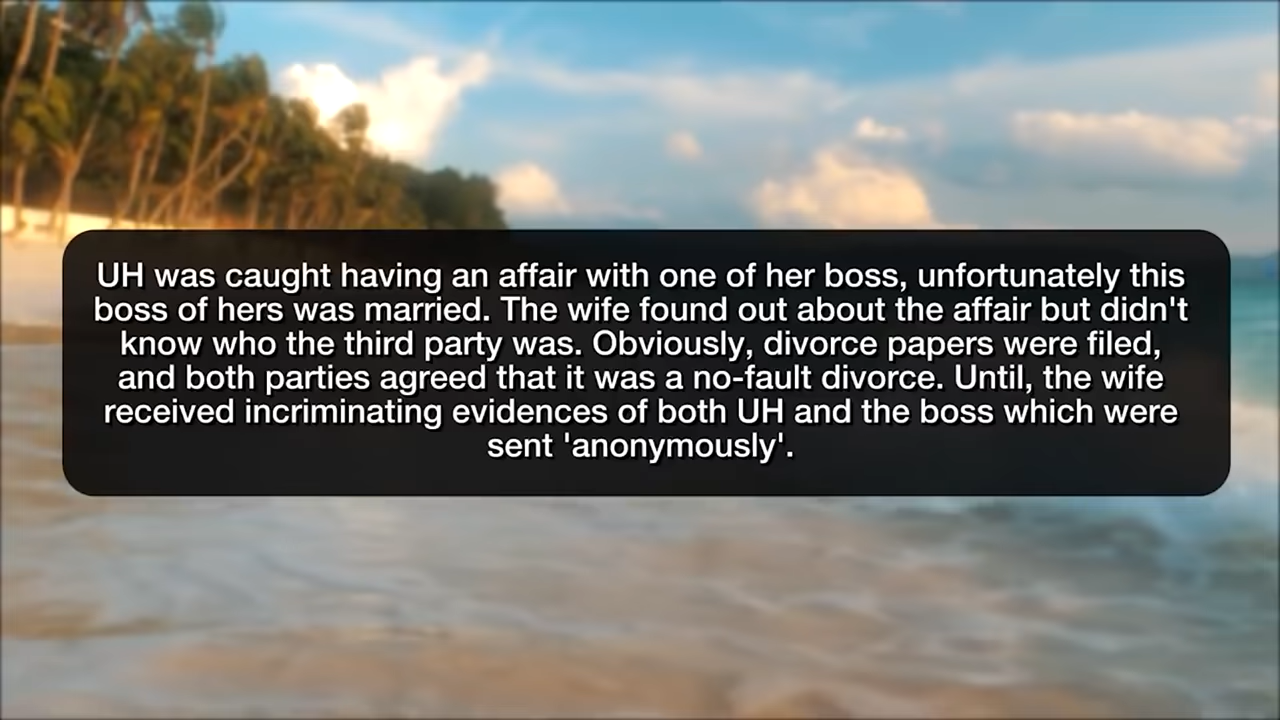 UH was caught having an affair with one of her boss, unfortunately this
boss of hers was married. The wife found out about the affair but didn't
know who the third party was. Obviously, divorce papers were filed,
and both parties agreed that it was a no-fault divorce. Until, the wife
received incriminating evidences of both UH and the boss which were
sent 'anonymously'.